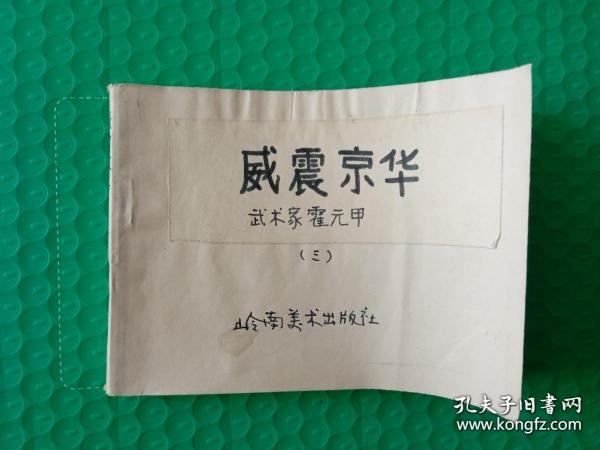 威震京华
武术家霍元甲
（三）
岭南美术出版社
孔夫子旧书网
www.kongfz.com